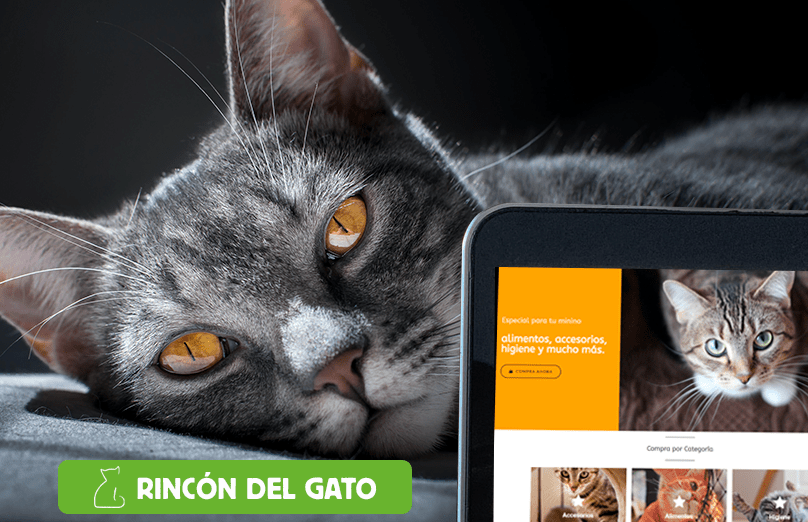 Especial para tu minino
alimentos, accesorios,
higiene y mucho más.
COMPRA AHORA
Compra por Categoría
Accesorios
Alimentos
Higiene
RINCÓN DEL GATO